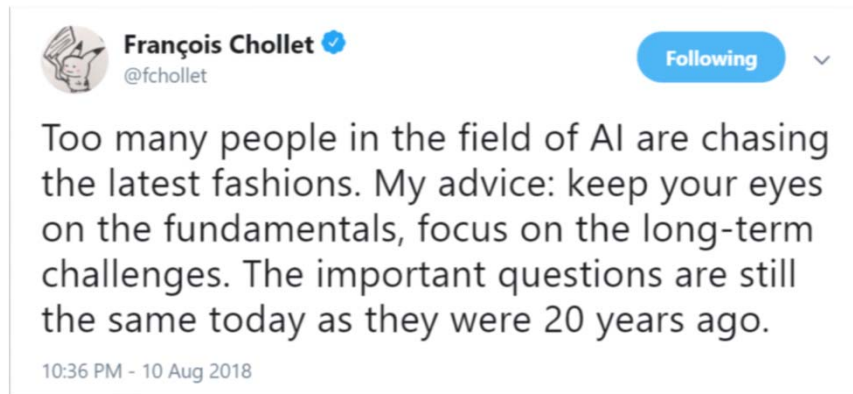 François Chollet
@fchollet
Following
Too many people in the field of AI are chasing
the latest fashions. My advice: keep your eyes
on the fundamentals, focus on the long-term
challenges. The important questions are still
the same today as they were 20 years ago.
10:36 PM - 10 Aug 2018